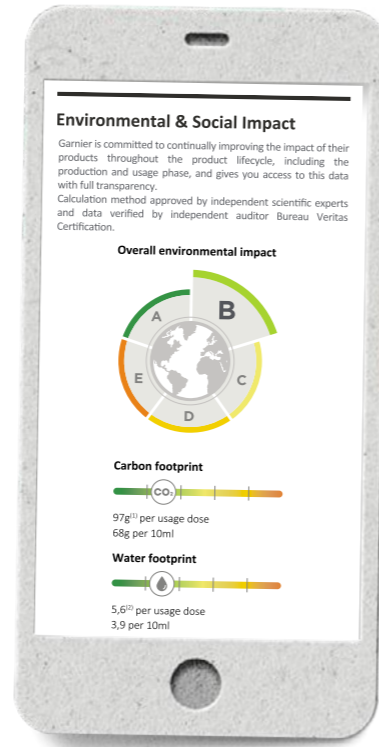 Environmental & Social Impact
Garnier is committed to continually improving the impact of their
products throughout the product lifecycle, including the
production and usage phase, and gives you access to this data
with full transparency.
Calculation method approved by independent scientific experts
and data verified by independent auditor Bureau Veritas
Certification.
Overall environmental impact
A
B
C
D
E
Carbon footprint
CO₂
97g⁽¹⁾ per usage dose
68g per 10ml
Water footprint
5,6⁽²⁾ per usage dose
3,9 per 10ml